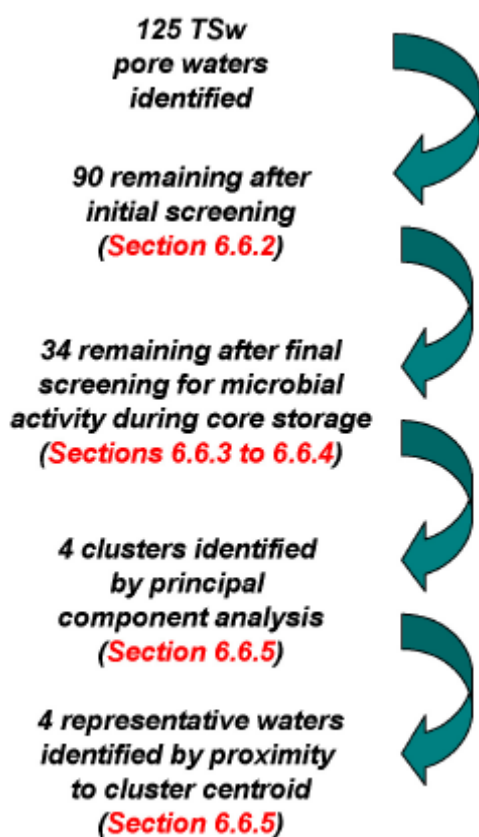 125 TSw
pore waters
identified
90 remaining after
initial screening
(Section 6.6.2)
34 remaining after final
screening for microbial
activity during core storage
(Sections 6.6.3 to 6.6.4)
4 clusters identified
by principal
component analysis
(Section 6.6.5)
4 representative waters
identified by proximity
to cluster centroid
(Section 6.6.5)